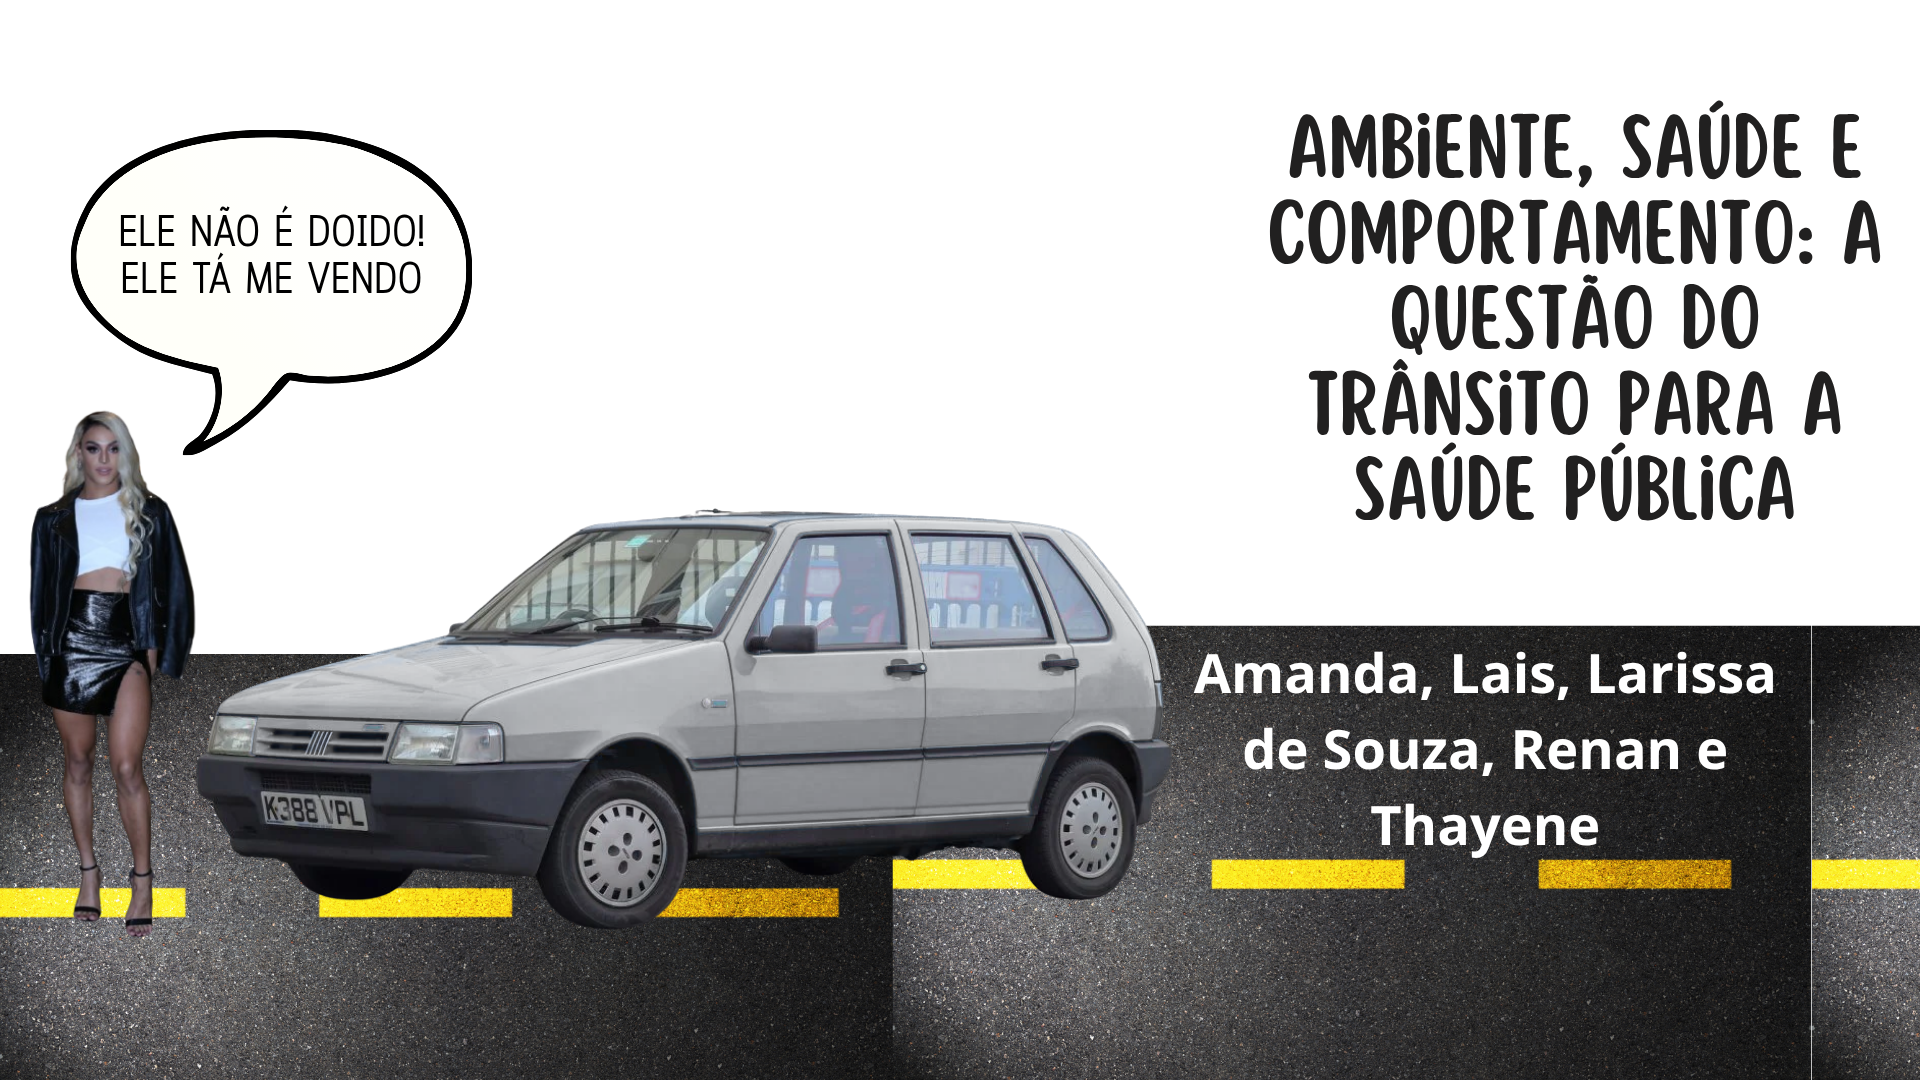 ELE NÃO É DOIDO!
ELE TÁ ME VENDO
AMBIENTE, SAÚDE E
COMPORTAMENTO: A
QUESTÃO DO
TRÂNSITO PARA A
SAÚDE PÚBLICA
Amanda, Lais, Larissa
de Souza, Renan e
Thayene
K388 VPL